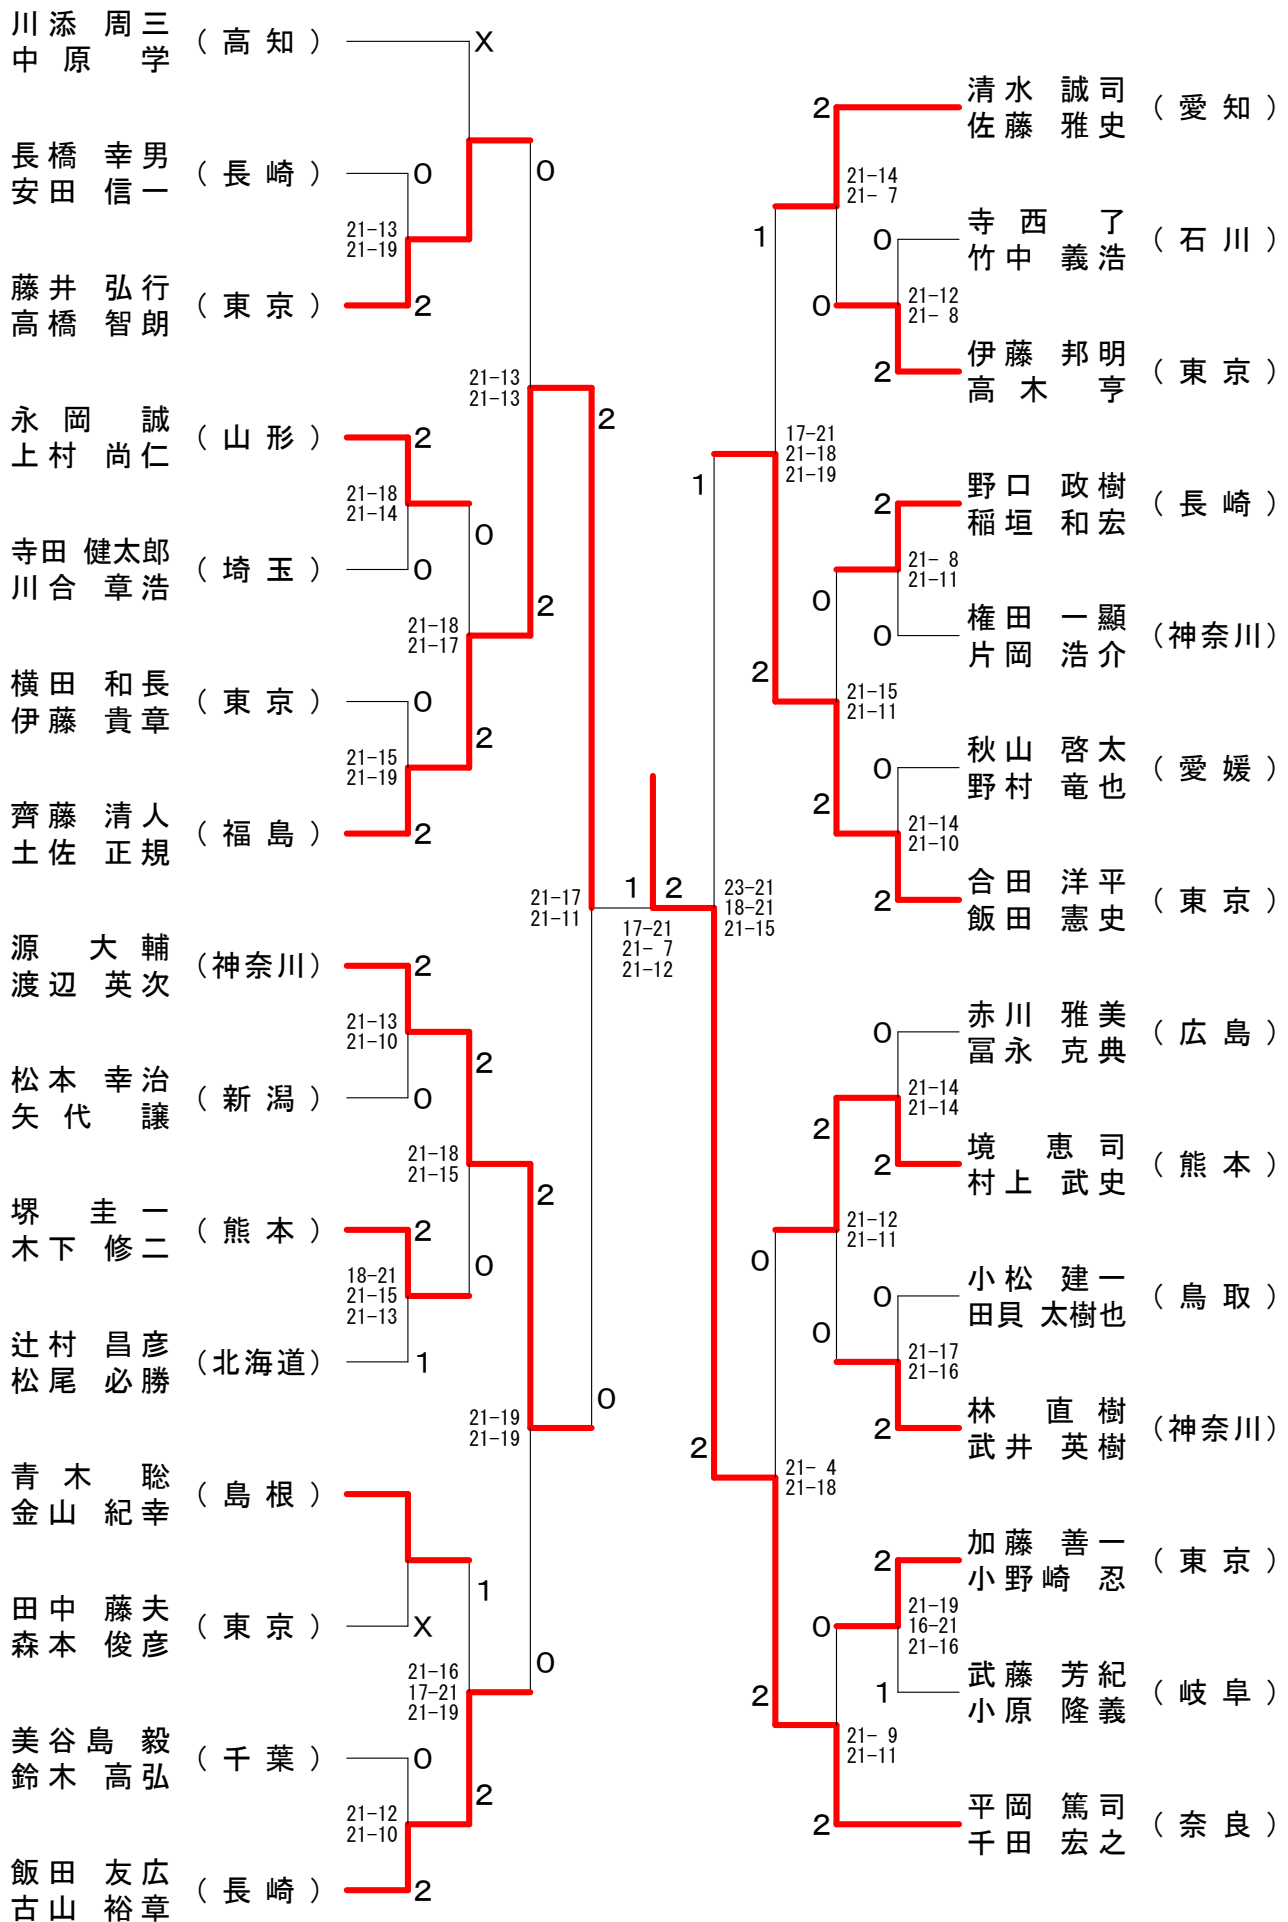 川添 周三
中原 学
（高知）
X
長橋 幸男
安田 信一
（長崎）
0
21-13
21-19
0
藤井 弘行
高橋 智朗
（東京）
2
21-13
21-13
2
永岡 誠
上村 尚仁
（山形）
2
21-18
21-14
0
寺田 健太郎
川合 章浩
（埼玉）
0
21-18
21-17
2
横田 和長
伊藤 貴章
（東京）
0
21-15
21-19
2
齊藤 清人
土佐 正規
（福島）
2
21-17
21-11
源 大輔
渡辺 英次
（神奈川）
2
21-13
21-10
2
松本 幸治
矢代 譲
（新潟）
0
21-18
21-15
2
堺 圭一
木下 修二
（熊本）
2
18-21
21-15
21-13
0
辻村 昌彦
松尾 必勝
（北海道）
1
21-19
21-19
0
青木 聡
金山 紀幸
（島根）
1
田中 藤夫
森本 俊彦
（東京）
X
21-16
17-21
21-19
0
美谷島 毅
鈴木 高弘
（千葉）
0
21-12
21-10
2
飯田 友広
古山 裕章
（長崎）
2
1
2
17-21
21- 7
21-12
2
清水 誠司
佐藤 雅史
（愛知）
21-14
21- 7
1
0
寺西 了
竹中 義浩
（石川）
0
21-12
21- 8
2
伊藤 邦明
高木 亨
（東京）
17-21
21-18
21-19
1
2
野口 政樹
稲垣 和宏
（長崎）
21- 8
21-11
0
0
権田 一顕
片岡 浩介
（神奈川）
2
21-15
21-11
0
秋山 啓太
野村 竜也
（愛媛）
2
21-14
21-10
2
合田 洋平
飯田 憲史
（東京）
23-21
18-21
21-15
0
赤川 雅美
冨永 克典
（広島）
21-14
21-14
2
2
境 恵司
村上 武史
（熊本）
21-12
21-11
0
0
小松 建一
田貝 太樹也
（鳥取）
0
21-17
21-16
2
林 直樹
武井 英樹
（神奈川）
2
21- 4
21-18
2
加藤 善一
小野崎 忍
（東京）
0
21-19
16-21
21-16
1
武藤 芳紀
小原 隆義
（岐阜）
2
21- 9
21-11
2
平岡 篤司
千田 宏之
（奈良）